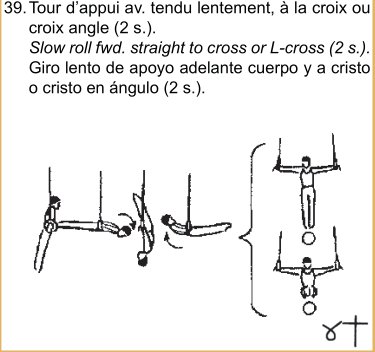 39. Tour d'appui av. tendu lentement, à la croix ou
croix angle (2 s.).
Slow roll fwd. straight to cross or L-cross (2 s.).
Giro lento de apoyo adelante cuerpo y a cristo
o cristo en ángulo (2 s.).